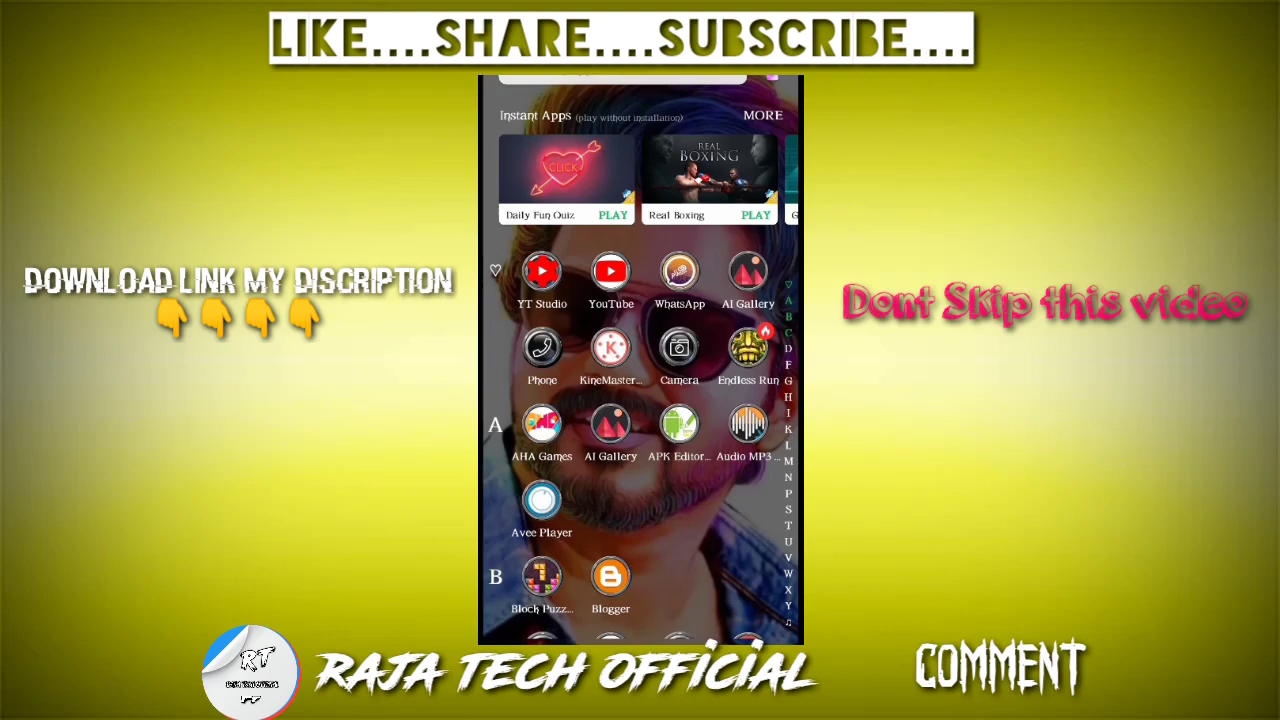 LIKE....SHARE....SUBSCRIBE....
Instant Apps (play without installation) MORE
CLICK
REAL
BOXING
Daily Fun Quiz PLAY
Real Boxing PLAY
G
DOWNLOAD LINK MY DISCRIPTION
👇👇👇👇
Dont Skip this video
♡
YT Studio YouTube WhatsApp AI Gallery
Phone KineMaster... Camera Endless Run
A
AHA Games AI Gallery APK Editor... Audio MP3 ...
Avee Player
B
Block Puzz... Blogger
♡
A
B
C
D
F
G
H
I
K
L
M
N
P
S
T
U
V
W
X
Y
♫
RT
RAJA TECH OFFICIAL
COMMENT